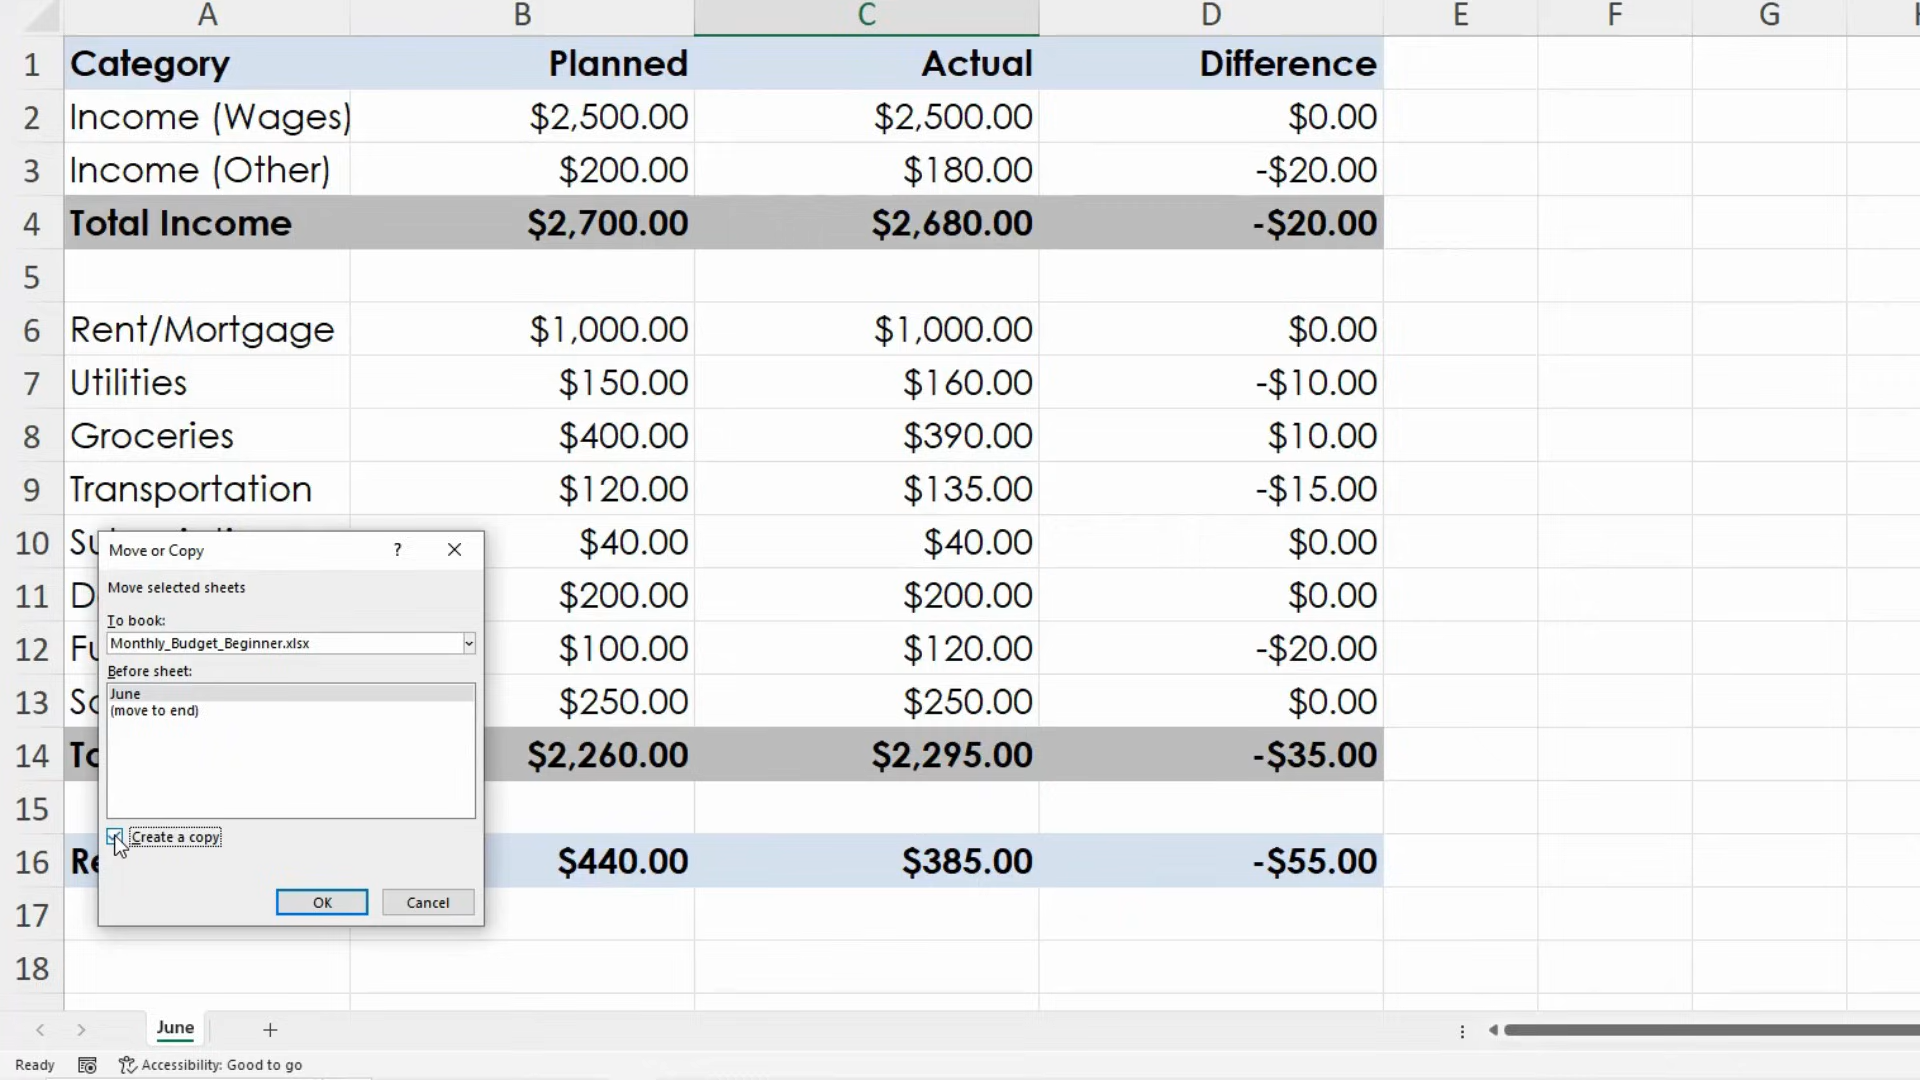 A B C D E F G
1 Category Planned Actual Difference
2 Income (Wages) $2,500.00 $2,500.00 $0.00
3 Income (Other) $200.00 $180.00 -$20.00
4 Total Income $2,700.00 $2,680.00 -$20.00
5
6 Rent/Mortgage $1,000.00 $1,000.00 $0.00
7 Utilities $150.00 $160.00 -$10.00
8 Groceries $400.00 $390.00 $10.00
9 Transportation $120.00 $135.00 -$15.00
10 $40.00 $40.00 $0.00
11 $200.00 $200.00 $0.00
12 $100.00 $120.00 -$20.00
13 $250.00 $250.00 $0.00
14 $2,260.00 $2,295.00 -$35.00
15
16 $440.00 $385.00 -$55.00
17
18
Move or Copy ?
Move selected sheets
To book:
Monthly_Budget_Beginner.xlsx
Before sheet:
June
(move to end)
Create a copy
OK Cancel
June
Ready Accessibility: Good to go